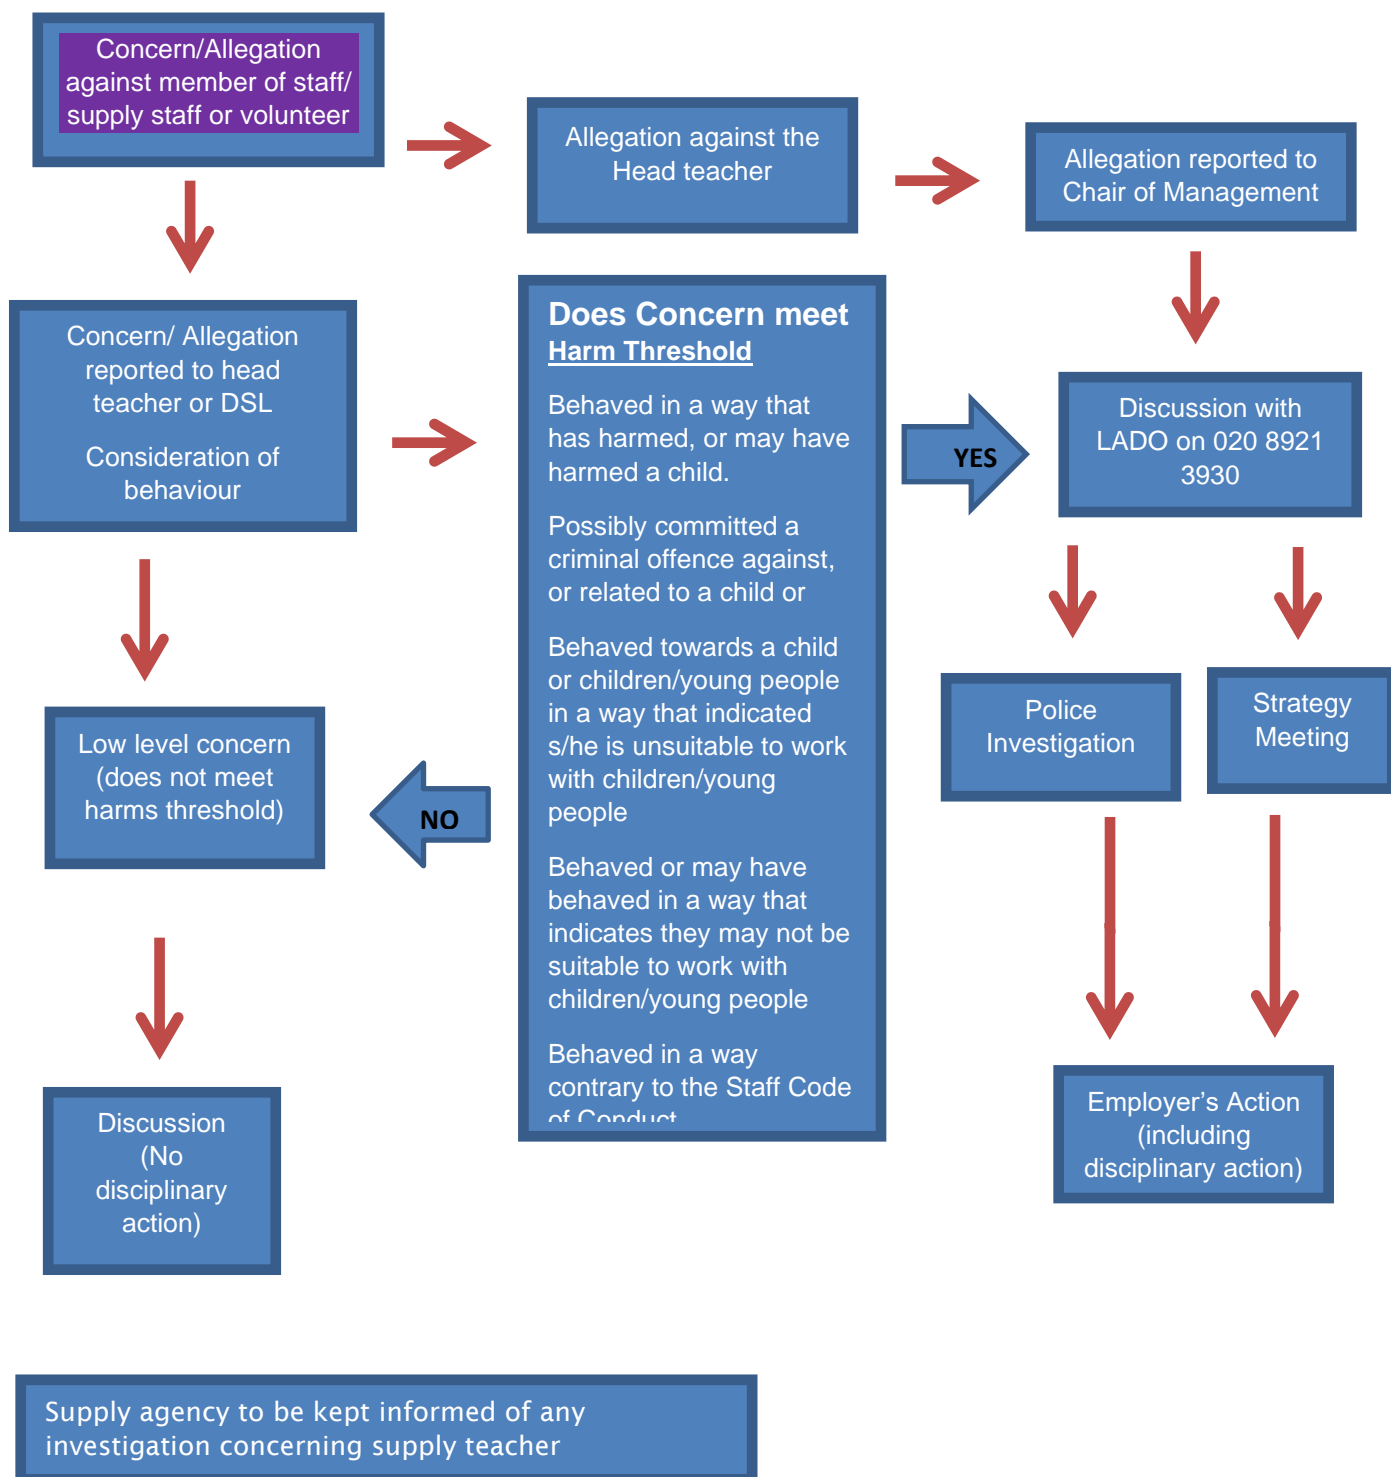 Concern/Allegation
against member of staff/
supply staff or volunteer
Allegation against the
Head teacher
Allegation reported to
Chair of Management
Concern/ Allegation
reported to head
teacher or DSL
Consideration of
behaviour
Does Concern meet
Harm Threshold
Behaved in a way that
has harmed, or may have
harmed a child.
Possibly committed a
criminal offence against,
or related to a child or
Behaved towards a child
or children/young people
in a way that indicated
s/he is unsuitable to work
with children/young
people
Behaved or may have
behaved in a way that
indicates they may not be
suitable to work with
children/young people
Behaved in a way
contrary to the Staff Code
of Conduct
YES
Discussion with
LADO on 020 8921
3930
Police
Investigation
Strategy
Meeting
NO
Low level concern
(does not meet
harms threshold)
Discussion
(No
disciplinary
action)
Employer’s Action
(including
disciplinary action)
Supply agency to be kept informed of any
investigation concerning supply teacher